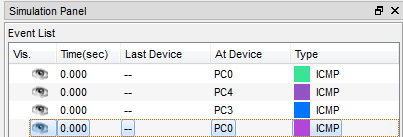 Simulation Panel
Event List
Vis. Time(sec) Last Device At Device Type
0.000 -- PC0 ICMP
0.000 -- PC4 ICMP
0.000 -- PC3 ICMP
0.000 -- PC0 ICMP